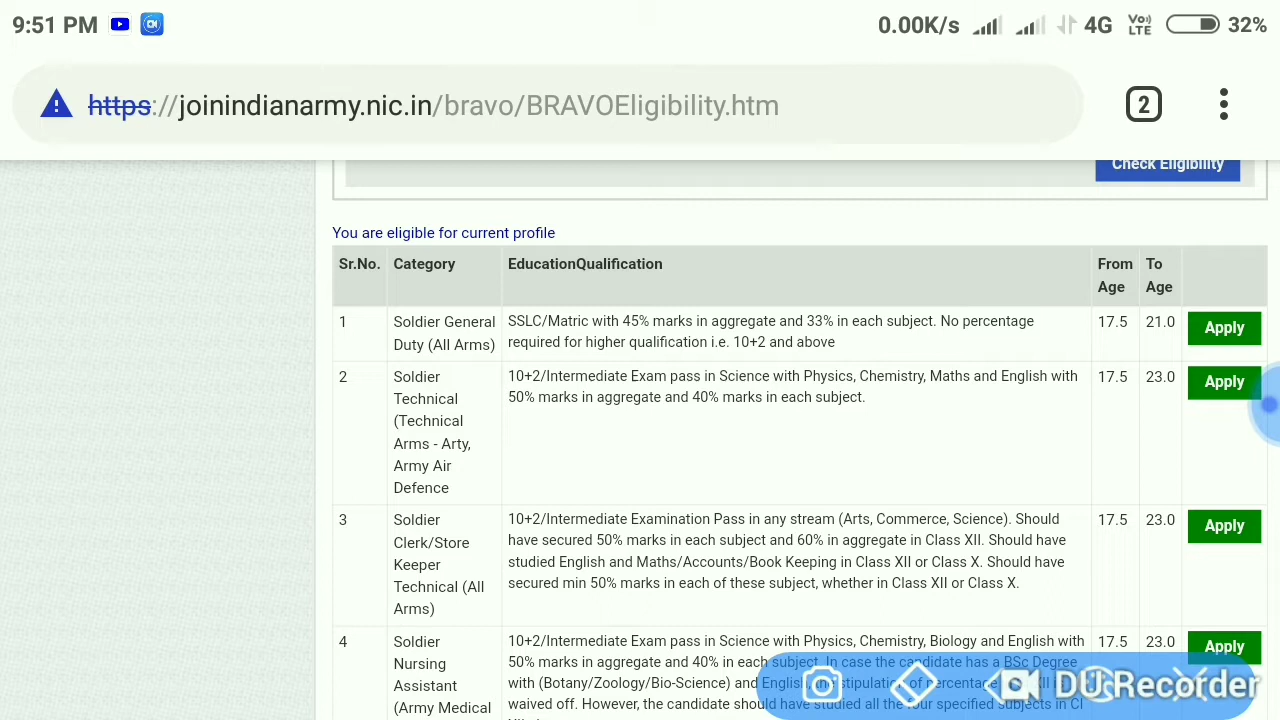 9:51 PM 0.00K/s 4G Vo) LTE 32%
https://joinindianarmy.nic.in/bravo/BRAVOEligibility.htm 2
Check Eligibility
You are eligible for current profile
Sr.No. Category EducationQualification From Age To Age
1 Soldier General Duty (All Arms) SSLC/Matric with 45% marks in aggregate and 33% in each subject. No percentage
required for higher qualification i.e. 10+2 and above 17.5 21.0 Apply
2 Soldier
Technical
(Technical
Arms - Arty,
Army Air
Defence
10+2/Intermediate Exam pass in Science with Physics, Chemistry, Maths and English with
50% marks in aggregate and 40% marks in each subject.
17.5 23.0 Apply
3 Soldier
Clerk/Store
Keeper
Technical (All
Arms)
10+2/Intermediate Examination Pass in any stream (Arts, Commerce, Science). Should
have secured 50% marks in each subject and 60% in aggregate in Class XII. Should have
studied English and Maths/Accounts/Book Keeping in Class XII or Class X. Should have
secured min 50% marks in each of these subject, whether in Class XII or Class X.
17.5 23.0 Apply
4 Soldier
Nursing
Assistant
(Army Medical
10+2/Intermediate Exam pass in Science with Physics, Chemistry, Biology and English with
50% marks in aggregate and 40% in each subject. In case the candidate has a BSc Degree
with (Botany/Zoology/Bio-Science) and English, the stipulation of percentage
waived off. However, the candidate should have studied all the four specified subjects in Cl
17.5 23.0 Apply
DU Recorder